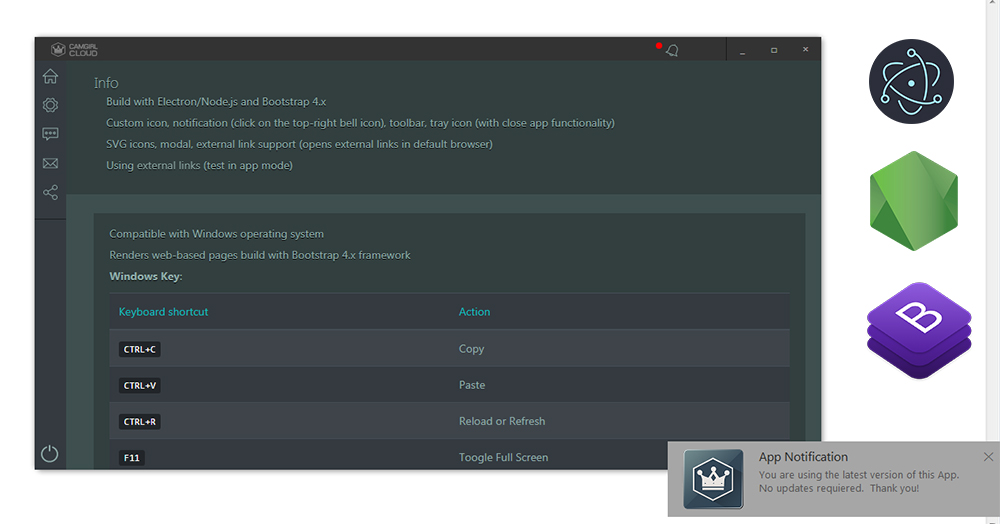 CAMGIRL
CLOUD
Info
Build with Electron/Node.js and Bootstrap 4.x
Custom icon, notification (click on the top-right bell icon), toolbar, tray icon (with close app functionality)
SVG icons, modal, external link support (opens external links in default browser)
Using external links (test in app mode)
Compatible with Windows operating system
Renders web-based pages build with Bootstrap 4.x framework
Windows Key:
Keyboard shortcut Action
CTRL+C Copy
CTRL+V Paste
CTRL+R Reload or Refresh
F11 Toogle Full Screen
B
App Notification
You are using the latest version of this App.
No updates requiered. Thank you!